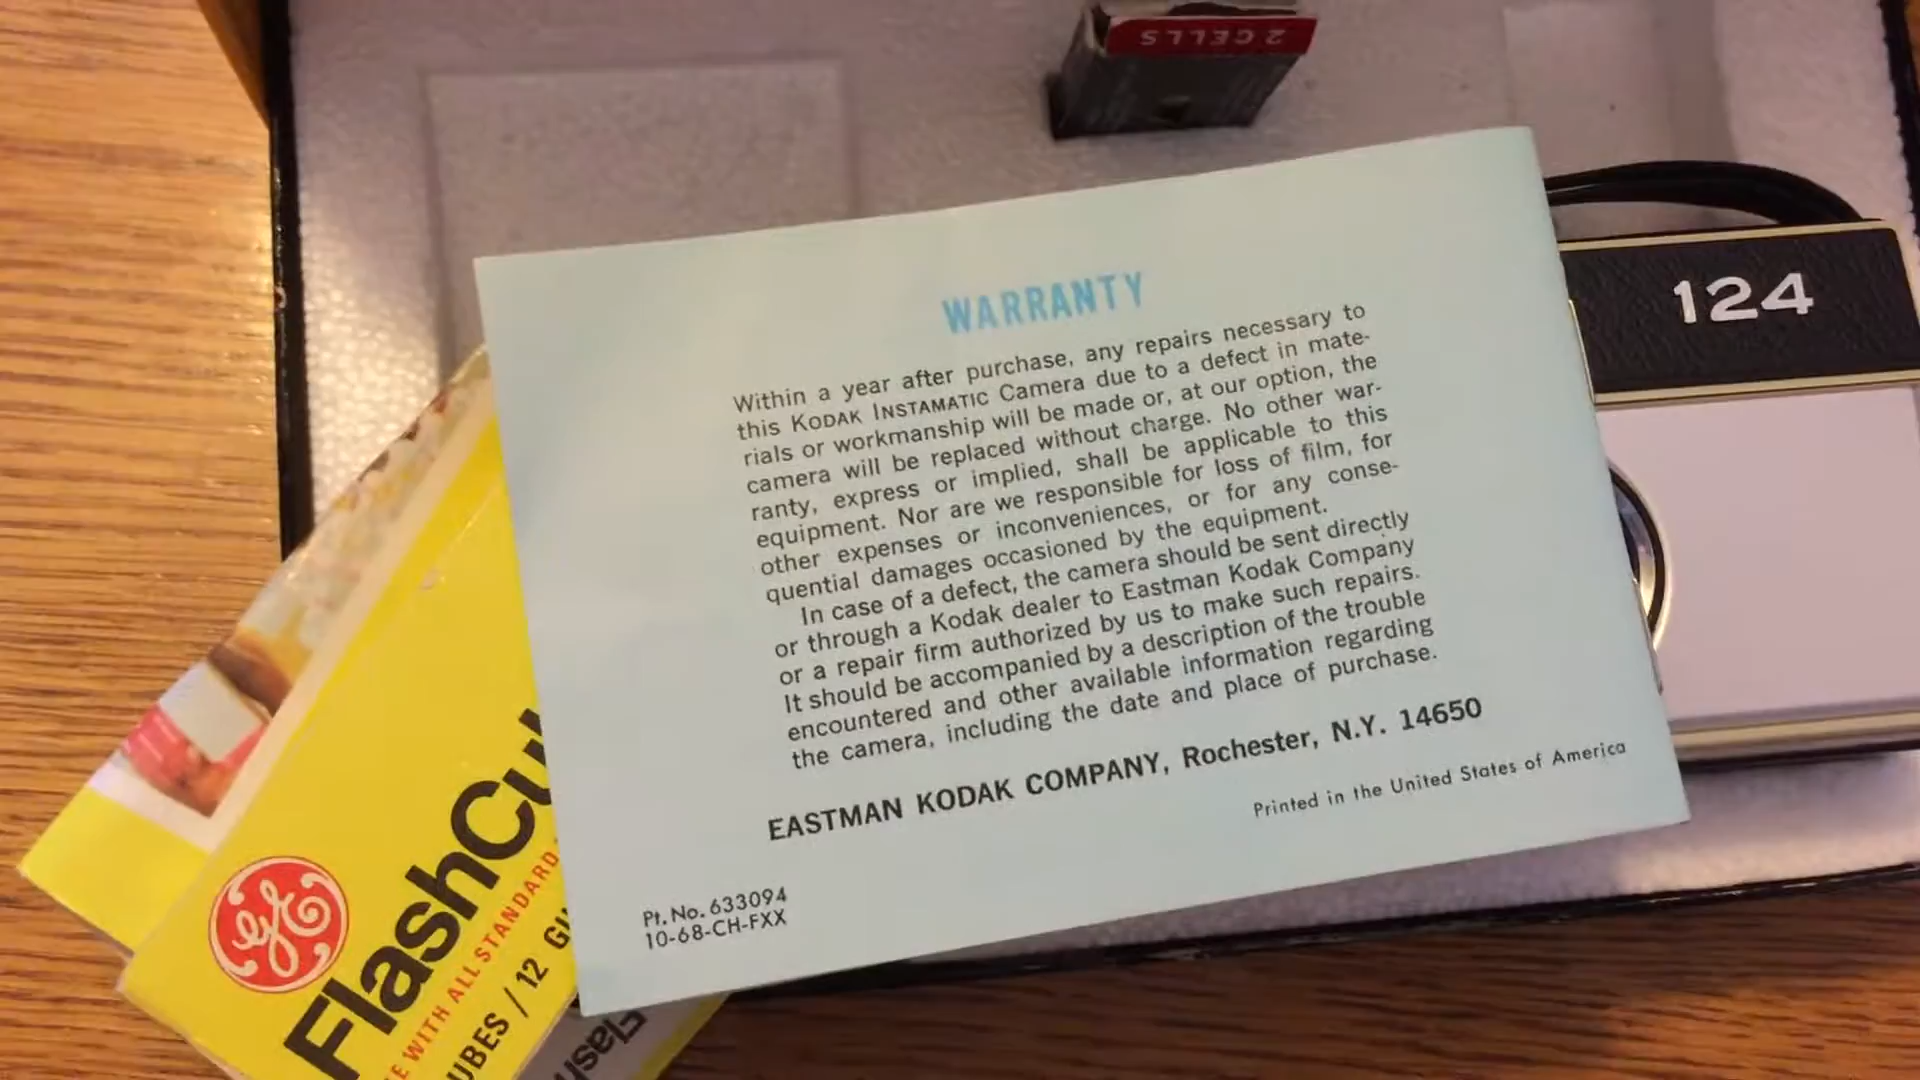 2 CELLS
124
WARRANTY
Within a year after purchase, any repairs necessary to
this KODAK INSTAMATIC Camera due to a defect in mate-
rials or workmanship will be made or, at our option, the
camera will be replaced without charge. No other war-
ranty, express or implied, shall be applicable to this
equipment. Nor are we responsible for loss of film, for
other expenses or inconveniences, or for any conse-
quential damages occasioned by the equipment.
In case of a defect, the camera should be sent directly
or through a Kodak dealer to Eastman Kodak Company
or a repair firm authorized by us to make such repairs.
It should be accompanied by a description of the trouble
encountered and other available information regarding
the camera, including the date and place of purchase.
EASTMAN KODAK COMPANY, Rochester, N.Y. 14650
Printed in the United States of America
Pt. No. 633094
10-68-CH-FXX
GE
FlashCu
WITH ALL STANDARD
UBES / 12
Flash